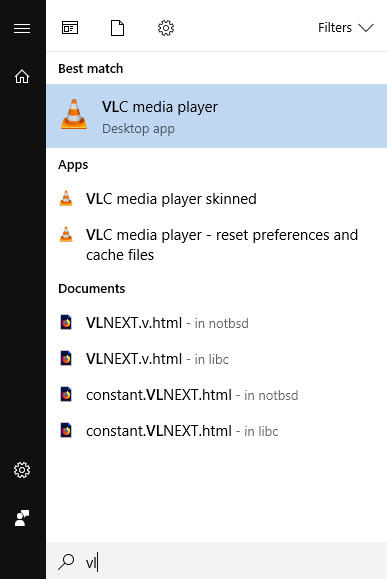 Filters
Best match
VLC media player
Desktop app
Apps
VLC media player skinned
VLC media player - reset preferences and
cache files
Documents
VLNEXT.v.html - in notbsd
VLNEXT.v.html - in libc
constant.VLNEXT.html - in notbsd
constant.VLNEXT.html - in libc
vl